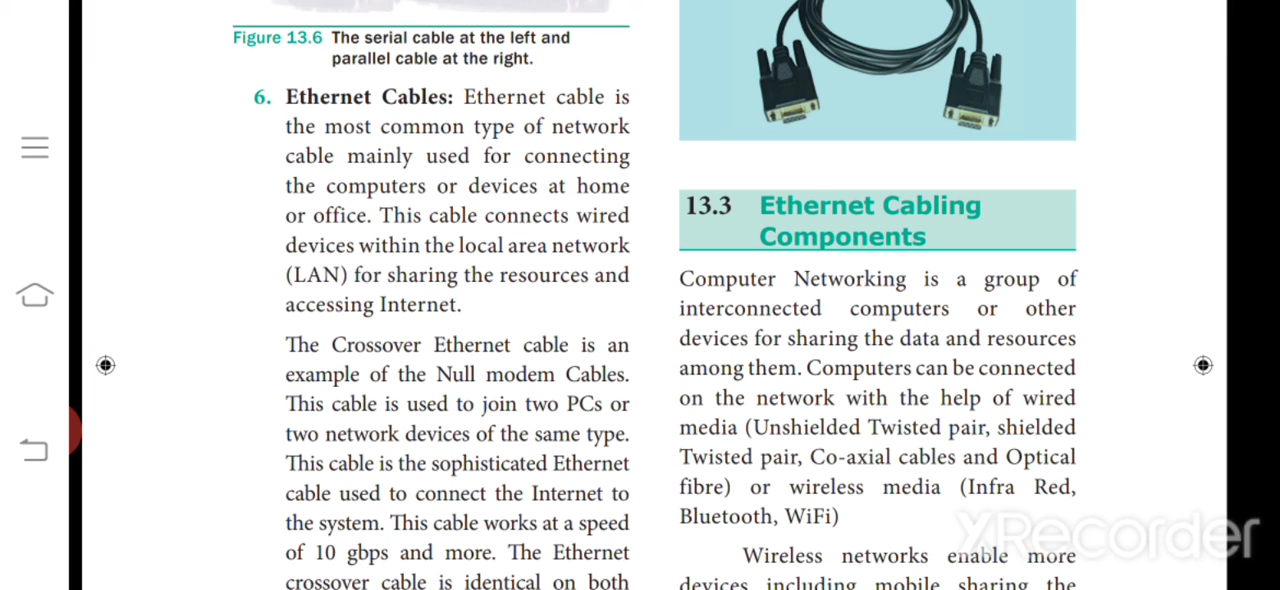 Figure 13.6 The serial cable at the left and
parallel cable at the right.
6. Ethernet Cables: Ethernet cable is
the most common type of network
cable mainly used for connecting
the computers or devices at home
or office. This cable connects wired
devices within the local area network
(LAN) for sharing the resources and
accessing Internet.
The Crossover Ethernet cable is an
example of the Null modem Cables.
This cable is used to join two PCs or
two network devices of the same type.
This cable is the sophisticated Ethernet
cable used to connect the Internet to
the system. This cable works at a speed
of 10 gbps and more. The Ethernet
crossover cable is identical on both
13.3 Ethernet Cabling
Components
Computer Networking is a group of
interconnected computers or other
devices for sharing the data and resources
among them. Computers can be connected
on the network with the help of wired
media (Unshielded Twisted pair, shielded
Twisted pair, Co-axial cables and Optical
fibre) or wireless media (Infra Red,
Bluetooth, WiFi)
Wireless networks enable more
devices including mobile sharing the
XRecorder